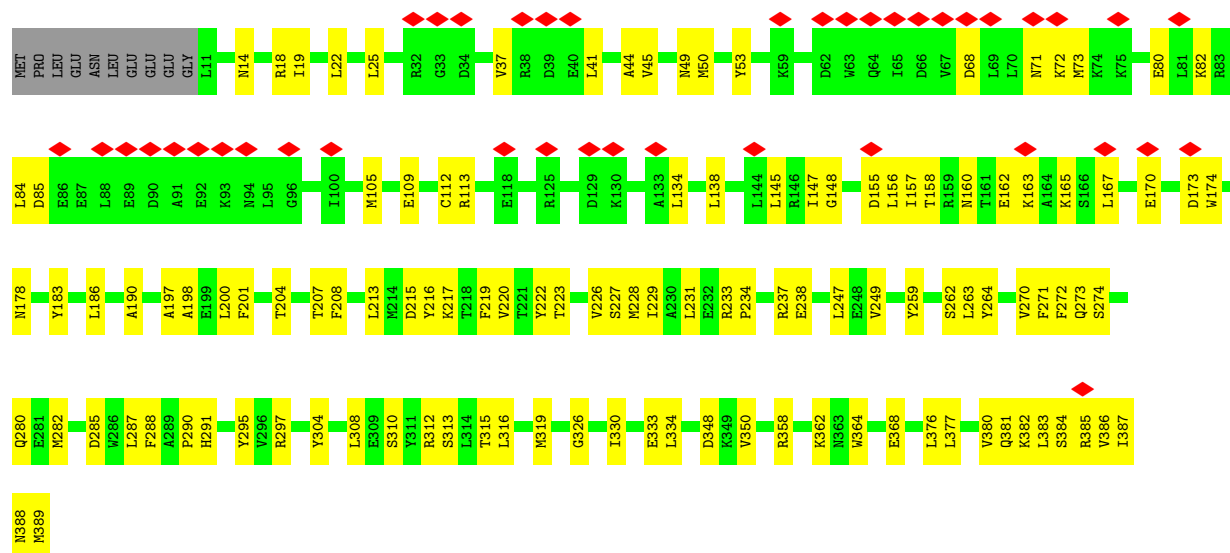 MET PRO LEU GLU ASN LEU GLU GLU GLU GLY L11 N14 R18 I19 L22 L25 R32 G33 D34 V37 R38 D39 E40 L41 A44 V45 N49 M50 Y53 K59 D62 W63 Q64 I65 D66 V67 D68 L69 L70 N71 K72 M73 K74 K75 E80 L81 K82 R83
L84 D85 E86 E87 L88 E89 D90 A91 E92 K93 N94 L95 G96 I100 M105 E109 C112 R113 E118 R125 D129 K130 A133 L134 L138 L144 L145 R146 I147 G148 D155 L156 I157 T158 R159 N160 T161 E162 K163 A164 K165 S166 L167 E170 D173 W174
N178 Y183 L186 A190 A197 A198 E199 L200 F201 T204 T207 F208 L213 M214 D215 Y216 K217 T218 F219 V220 T221 Y222 T223 V226 S227 M228 I229 A230 L231 E232 R233 P234 R237 E238 L247 E248 V249 Y259 S262 L263 Y264 V270 F271 F272 Q273 S274
Q280 E281 M282 D285 W286 L287 F288 A289 P290 H291 Y295 V296 R297 Y304 L308 E309 S310 Y311 R312 S313 L314 T315 L316 M319 G326 I330 E333 L334 D348 K349 V350 R358 K362 N363 W364 E368 L376 L377 V380 Q381 K382 L383 S384 R385 V386 I387
N388 M389